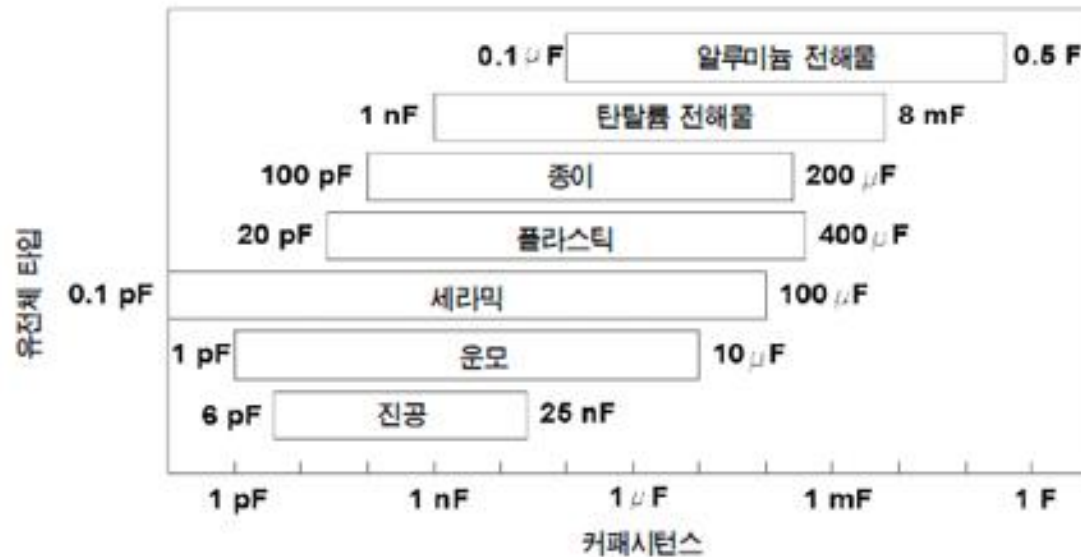 0.1 μF 알루미늄 전해물 0.5 F
1 nF 탄탈륨 전해물 8 mF
100 pF 종이 200 μF
20 pF 플라스틱 400 μF
0.1 pF 세라믹 100 μF
1 pF 운모 10 μF
6 pF 진공 25 nF
유전체 타입
1 pF 1 nF 1 μF 1 mF 1 F
커패시턴스